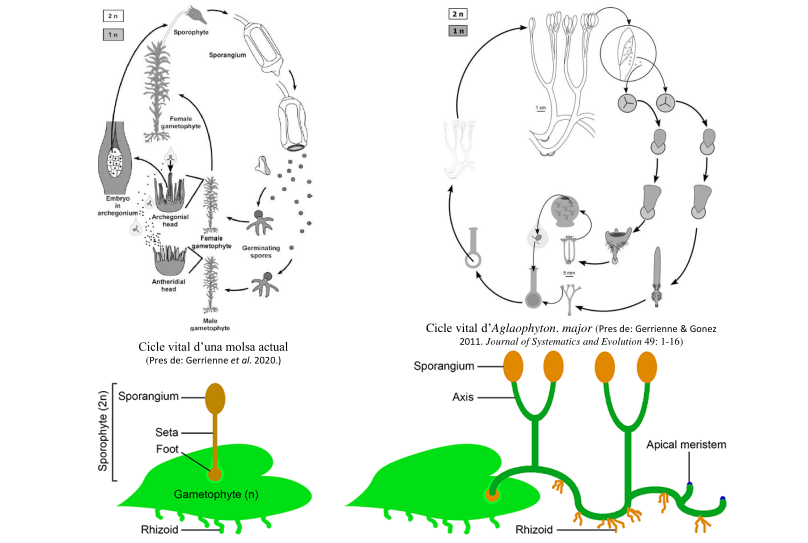 2 n
1 n
Sporophyte
Sporangium
Female
gametophyte
Embryo
in
archegonium
Archegonial
head
Female
gametophyte
Germinating
spores
Antheridial
head
Male
gametophyte
Cicle vital d'una molsa actual
(Pres de: Gerrienne et al. 2020.)
2 n
1 n
1 cm
5 mm
Cicle vital d'Aglaophyton. major (Pres de: Gerrienne & Gonez
2011. Journal of Systematics and Evolution 49: 1-16)
Sporophyte (2n)
Sporangium
Seta
Foot
Gametophyte (n)
Rhizoid
Sporangium
Axis
Apical meristem
Rhizoid